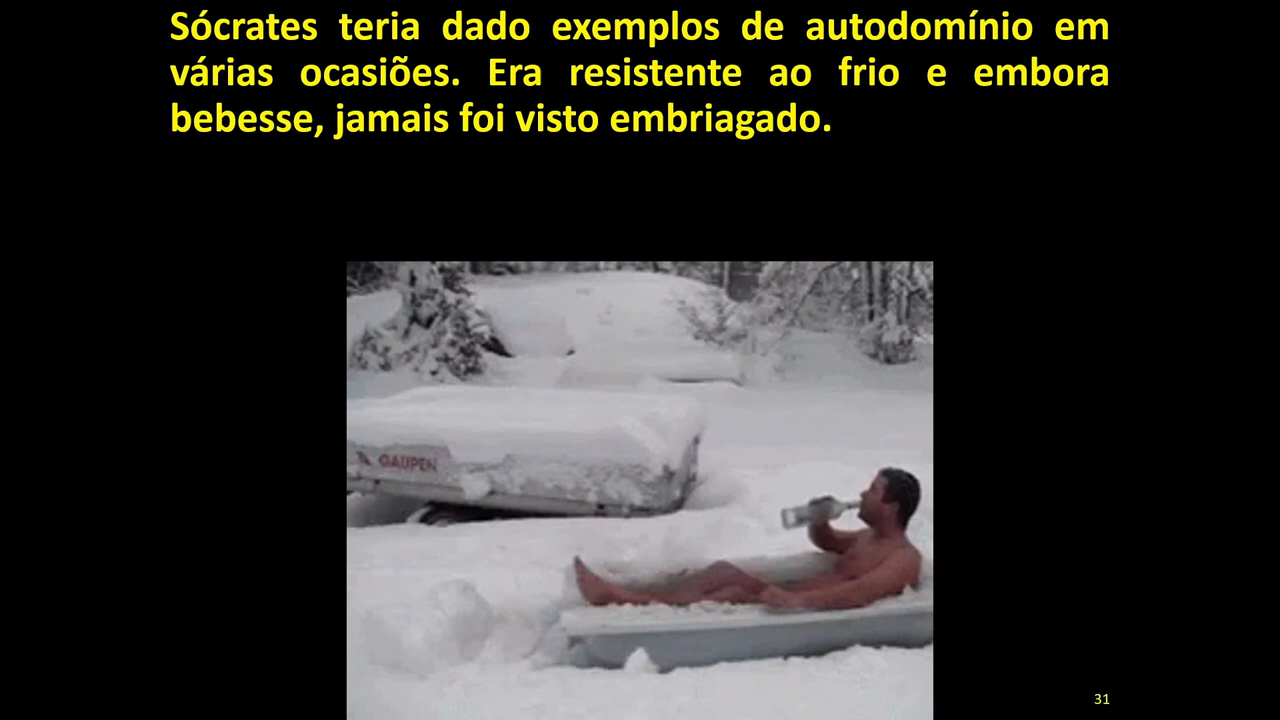 Sócrates teria dado exemplos de autodomínio em
várias ocasiões. Era resistente ao frio e embora
bebesse, jamais foi visto embriagado.
GAUPEN
31